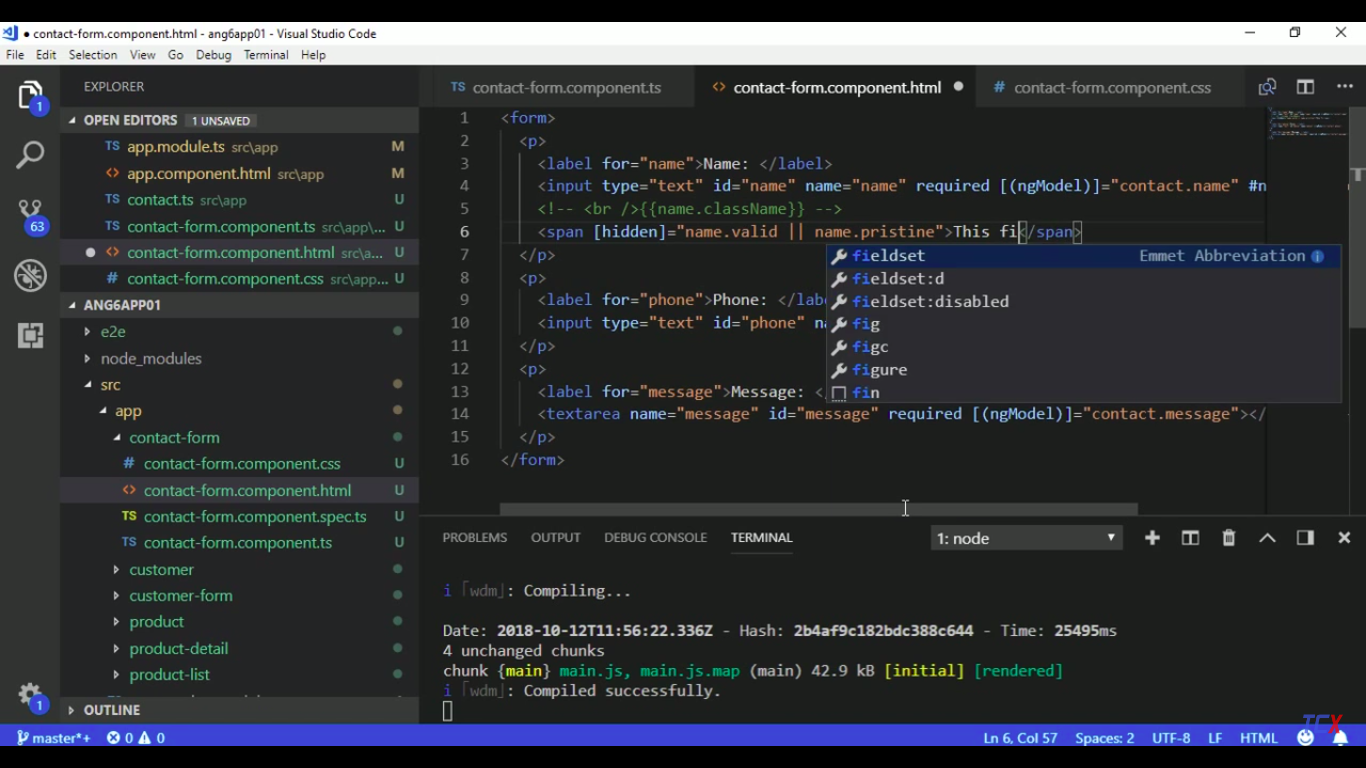 contact-form.component.html - ang6app01 - Visual Studio Code
File Edit Selection View Go Debug Terminal Help
EXPLORER
OPEN EDITORS 1 UNSAVED
TS app.module.ts src\app M
<> app.component.html src\app M
TS contact.ts src\app U
TS contact-form.component.ts src\app\... U
<> contact-form.component.html src\a... U
# contact-form.component.css src\app... U
ANG6APP01
e2e
node_modules
src
app
contact-form
# contact-form.component.css U
<> contact-form.component.html U
TS contact-form.component.spec.ts U
TS contact-form.component.ts U
customer
customer-form
product
product-detail
product-list
OUTLINE
1
63
1
TS contact-form.component.ts <> contact-form.component.html # contact-form.component.css
1 <form>
2 <p>
3 <label for="name">Name: </label>
4 <input type="text" id="name" name="name" required [(ngModel)]="contact.name" #n
5 <!-- <br />{{name.className}} -->
6 <span [hidden]="name.valid || name.pristine">This fi</span>
7 </p>
8 <p>
9 <label for="phone">Phone: </lab
10 <input type="text" id="phone" na
11 </p>
12 <p>
13 <label for="message">Message: <
14 <textarea name="message" id="message" required [(ngModel)]="contact.message"></
15 </p>
16 </form>
fieldset Emmet Abbreviation
fieldset:d
fieldset:disabled
fig
figc
figure
fin
PROBLEMS OUTPUT DEBUG CONSOLE TERMINAL 1: node
i ｢wdm｣: Compiling...
Date: 2018-10-12T11:56:22.336Z - Hash: 2b4af9c182bdc388c644 - Time: 25495ms
4 unchanged chunks
chunk {main} main.js, main.js.map (main) 42.9 kB [initial] [rendered]
i ｢wdm｣: Compiled successfully.
TCX
master*+ 0 0 Ln 6, Col 57 Spaces: 2 UTF-8 LF HTML